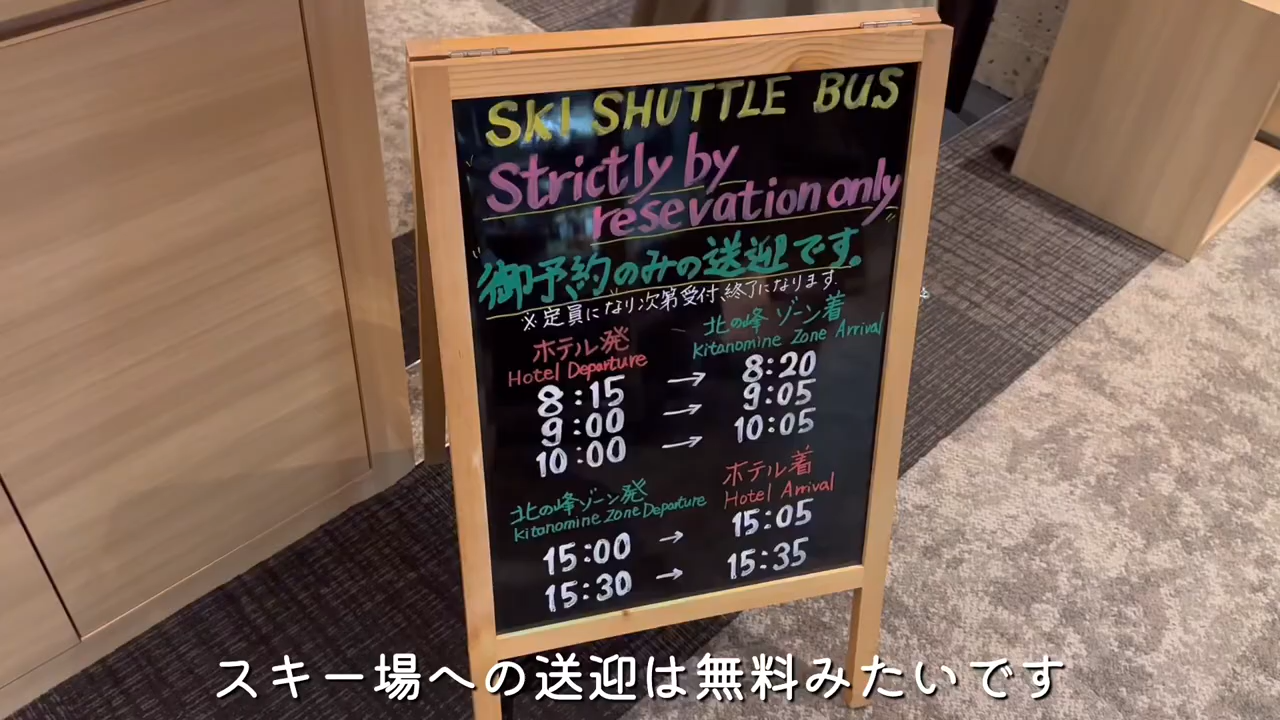 SKI SHUTTLE BUS
"Strictly by
resevation only"
"御予約のみの送迎です。"
※定員になり次第受付、終了になります。※
ホテル発 北の峰 ゾーン着
Hotel Departure Kitanomine Zone Arrival
8:15 → 8:20
9:00 → 9:05
10:00 → 10:05
北の峰ゾーン発 ホテル着
Kitanomine Zone Departure Hotel Arrival
15:00 → 15:05
15:30 → 15:35
スキー場への送迎は無料みたいです